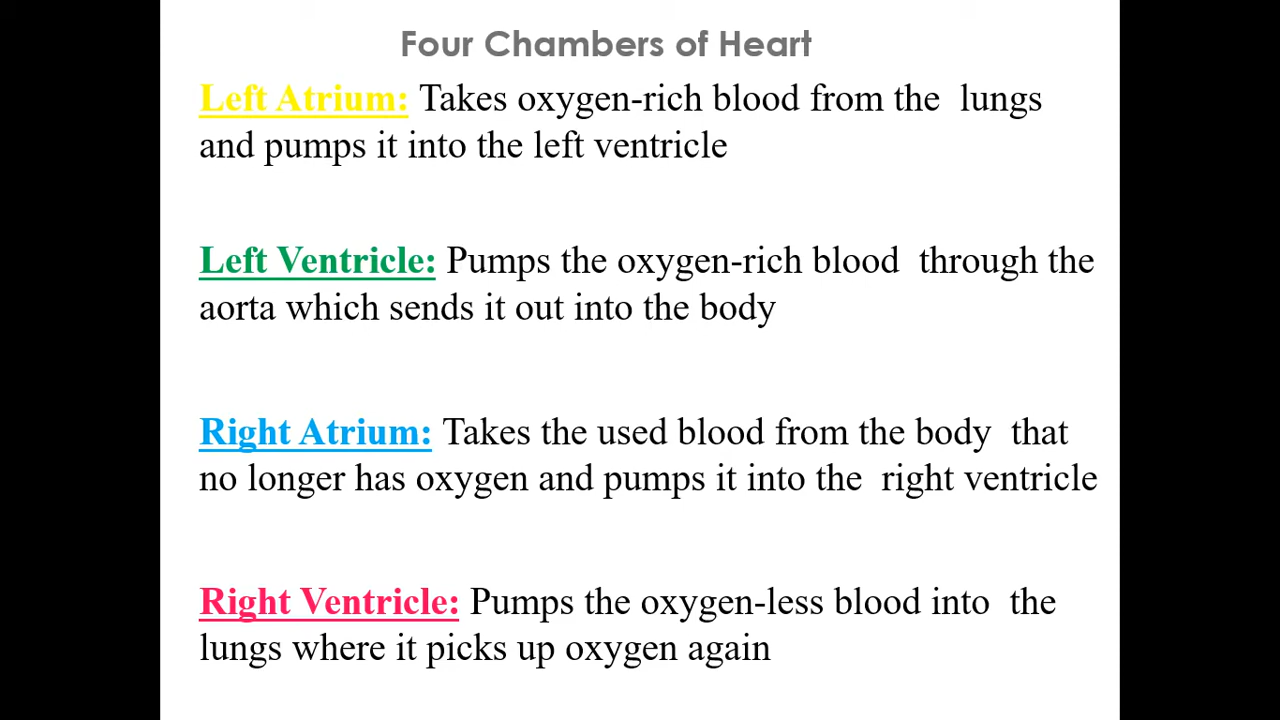 Four Chambers of Heart
Left Atrium: Takes oxygen-rich blood from the lungs
and pumps it into the left ventricle
Left Ventricle: Pumps the oxygen-rich blood through the
aorta which sends it out into the body
Right Atrium: Takes the used blood from the body that
no longer has oxygen and pumps it into the right ventricle
Right Ventricle: Pumps the oxygen-less blood into the
lungs where it picks up oxygen again